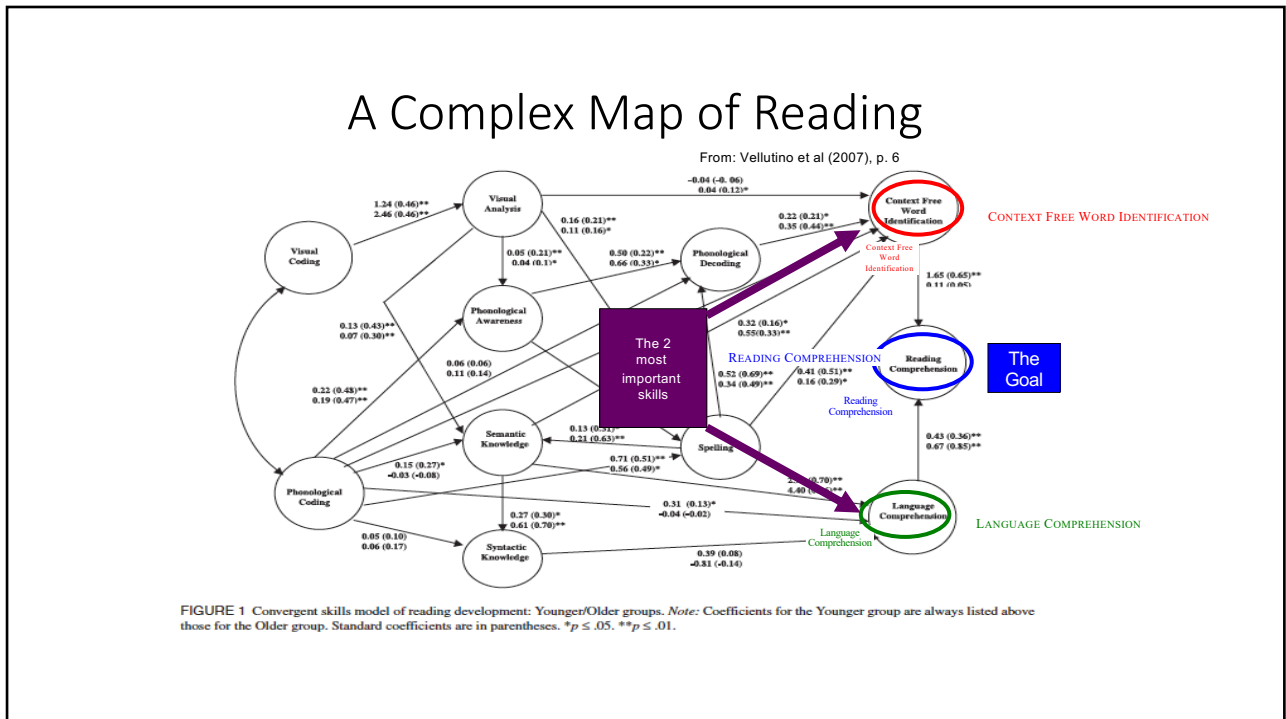 A Complex Map of Reading
From: Vellutino et al (2007), p. 6
-0.04 (-0. 06)
0.04 (0.12)*
Visual
Analysis
Context Free
Word
Identification
CONTEXT FREE WORD IDENTIFICATION
1.24 (0.46)**
2.46 (0.46)**
0.16 (0.21)**
0.11 (0.16)*
0.22 (0.21)*
0.35 (0.44)**
Visual
Coding
0.05 (0.21)**
0.04 (0.1)*
0.50 (0.22)**
0.66 (0.33)*
Phonological
Decoding
Context Free
Word
Identification
1.65 (0.65)**
0.11 (0.05)
Phonological
Awareness
0.13 (0.43)**
0.07 (0.30)**
0.32 (0.16)*
0.55(0.33)**
The 2
most
important
skills
READING COMPREHENSION
Reading
Comprehension
The
Goal
0.06 (0.06)
0.11 (0.14)
0.52 (0.69)**
0.34 (0.49)**
0.41 (0.51)**
0.16 (0.29)*
0.22 (0.48)**
0.19 (0.47)**
Reading
Comprehension
Semantic
Knowledge
0.21 (0.63)**
Spelling
0.43 (0.36)**
0.67 (0.85)**
0.15 (0.27)*
-0.03 (-0.08)
0.71 (0.51)**
0.56 (0.49)*
(0.70)**
4.40
Phonological
Coding
0.31 (0.13)*
-0.04 (-0.02)
Language
Comprehension
LANGUAGE COMPREHENSION
0.27 (0.30)*
0.61 (0.70)**
Language
Comprehension
0.05 (0.10)
0.06 (0.17)
Syntactic
Knowledge
0.39 (0.08)
-0.81 (-0.14)
FIGURE 1 Convergent skills model of reading development: Younger/Older groups. Note: Coefficients for the Younger group are always listed above
those for the Older group. Standard coefficients are in parentheses. *p ≤ .05. **p ≤ .01.